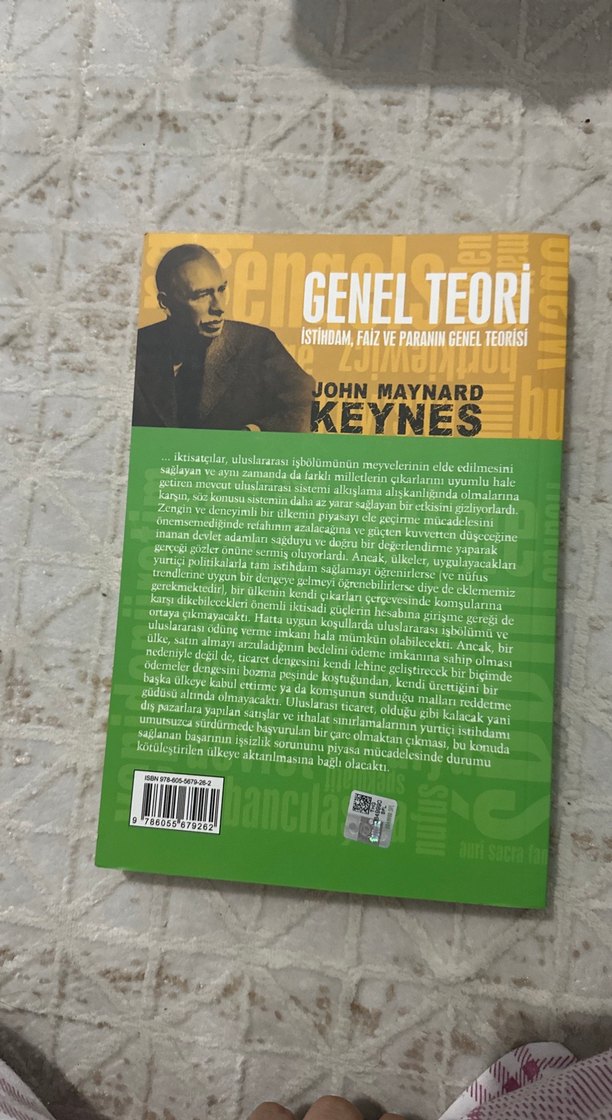 engels
GENEL TEORİ
İSTİHDAM, FAİZ VE PARANIN GENEL TEORİSİ
JOHN MAYNARD
KEYNES
... iktisatçılar, uluslararası işbölümünün meyvelerinin elde edilmesini
sağlayan ve aynı zamanda da farklı milletlerin çıkarlarını uyumlu hale
getiren mevcut uluslararası sistemi alkışlama alışkanlığında olmalarına
karşın, söz konusu sistemin daha az yarar sağlayan bir etkisini gizliyorlardı.
Zengin ve deneyimli bir ülkenin piyasayı ele geçirme mücadelesini
önemsemediğinde refahının azalacağına ve güçten kuvvetten düşeceğine
inanan devlet adamları sağduyu ve doğru bir değerlendirme yaparak
gerçeği gözler önüne sermiş oluyorlardı. Ancak, ülkeler, uygulayacakları
yurtiçi politikalarla tam istihdam sağlamayı öğrenirlerse [ve nüfus
trendlerine uygun bir dengeye gelmeyi öğrenebilirlerse diye de eklememiz
gerekmektedir], bir ülkenin kendi çıkarları çerçevesinde komşularına
karşı dikebilecekleri önemli iktisadi güçlerin hesabına girişme gereği de
ortaya çıkmayacaktı. Hatta uygun koşullarda uluslararası işbölümü ve
uluslararası ödünç verme imkanı hala mümkün olabilecekti. Ancak, bir
ülke, satın almayı arzuladığının bedelini ödeme imkanına sahip olması
nedeniyle değil de, ticaret dengesini kendi lehine geliştirecek bir biçimde
ödemeler dengesini bozma peşinde koştuğundan, kendi ürettiğini bir
başka ülkeye kabul ettirme ya da komşunun sunduğu malları reddetme
güdüsü altında olmayacaktı. Uluslarası ticaret, olduğu gibi kalacak yani
dış pazarlara yapılan satışlar ve ithalat sınırlamalarının yurtiçi istihdamı
umutsuzca sürdürmede başvurulan bir çare olmaktan çıkması, bu konuda
sağlanan başarının işsizlik sorununu piyasa mücadelesinde durumu
kötüleştirilen ülkeye aktarılmasına bağlı olacaktı.
ISBN 978-605-5679-26-2
9 786055 679262
nüfus
auri sacra fam